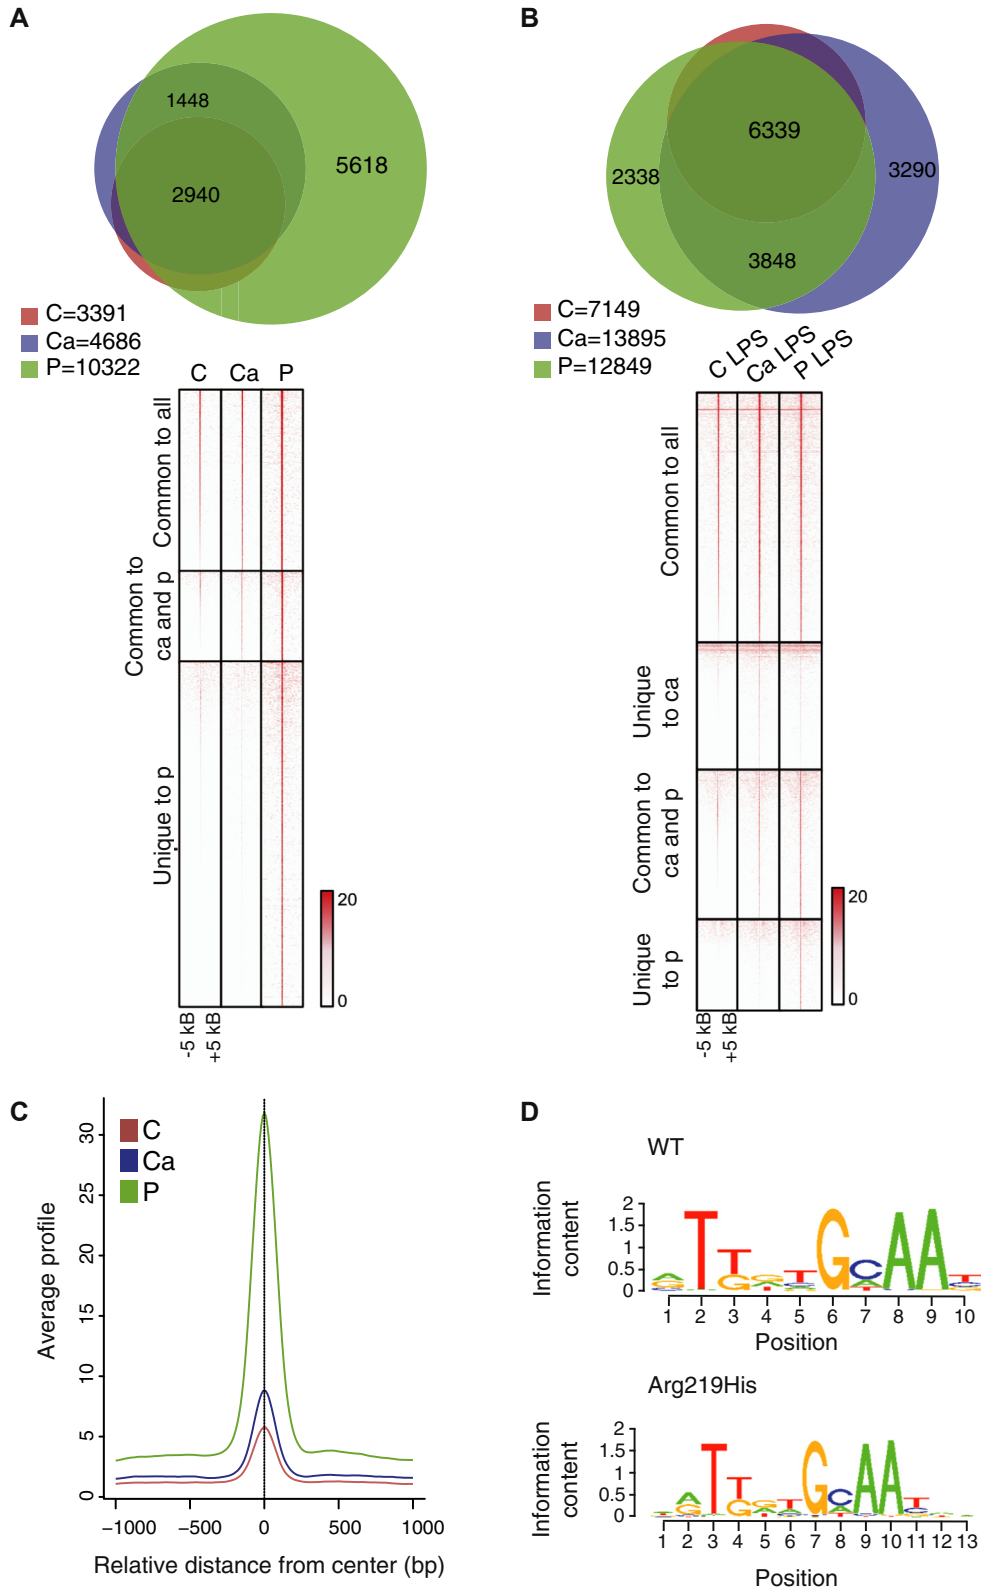 A
1448
5618
2940
C=3391
Ca=4686
P=10322
C Ca P
Common to all
Common to
ca and p
Unique to p
20
0
-5 kB
+5 kB
B
6339
2338
3290
3848
C=7149
Ca=13895
P=12849
C LPS
Ca LPS
P LPS
Common to all
Unique
to ca
Common to
ca and p
Unique
to p
20
0
-5 kB
+5 kB
C
C
Ca
P
Average profile
30
25
20
15
10
5
0
−1000 −500 0 500 1000
Relative distance from center (bp)
D
WT
Information
content
2
1.5
1
0.5
0
1 2 3 4 5 6 7 8 9 10
Position
Arg219His
Information
content
2
1.5
1
0.5
0
1 2 3 4 5 6 7 8 9 10 11 12 13
Position